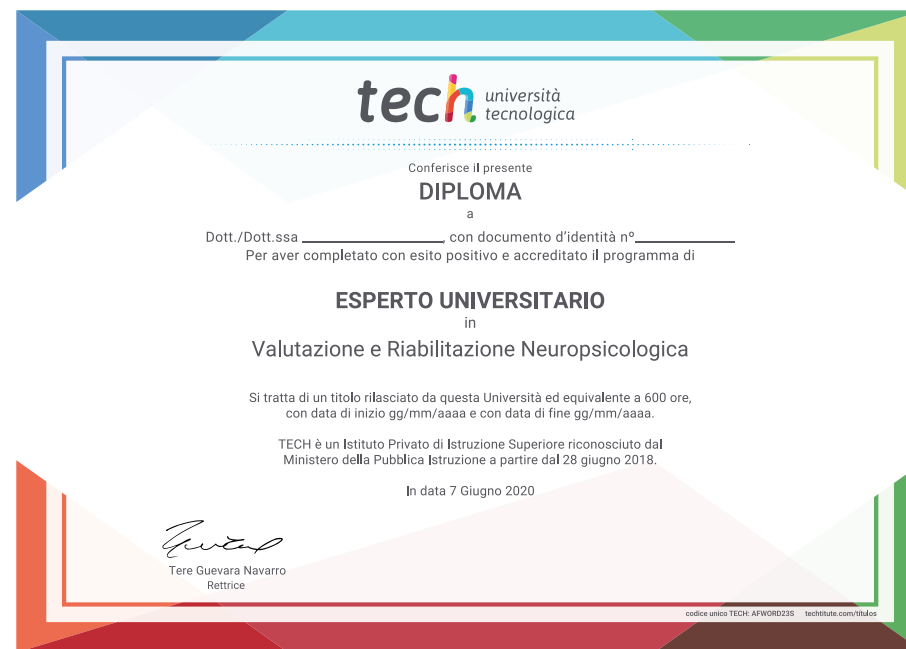 tech università
tecnologica
Conferisce il presente
DIPLOMA
a
Dott./Dott.ssa ____________, con documento d'identità nº____________
Per aver completato con esito positivo e accreditato il programma di
ESPERTO UNIVERSITARIO
in
Valutazione e Riabilitazione Neuropsicologica
Si tratta di un titolo rilasciato da questa Università ed equivalente a 600 ore,
con data di inizio gg/mm/aaaa e con data di fine gg/mm/aaaa.
TECH è un Istituto Privato di Istruzione Superiore riconosciuto dal
Ministero della Pubblica Istruzione a partire dal 28 giugno 2018.
In data 7 Giugno 2020
Tere Guevara Navarro
Rettrice
codice unico TECH: AFWORD23S techtitute.com/titulos